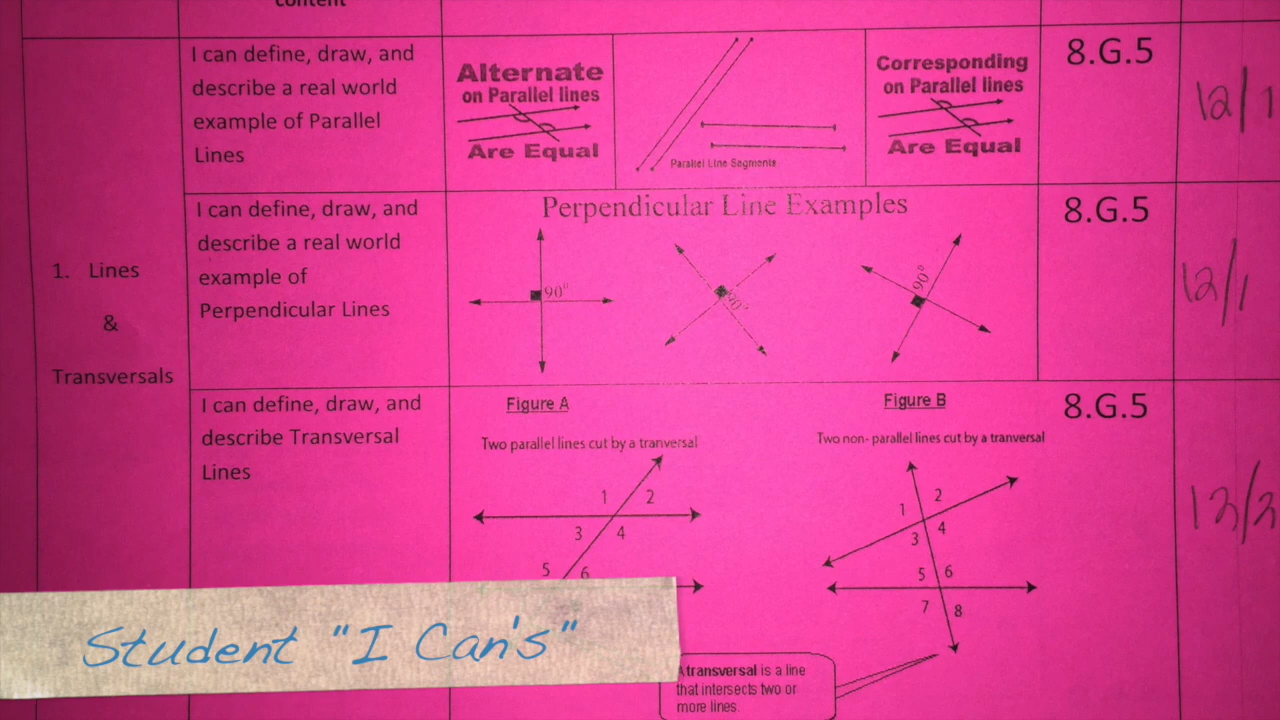 content
1. Lines
&
Transversals
I can define, draw, and
describe a real world
example of Parallel
Lines
Alternate
on Parallel lines
Are Equal
Parallel Line Segments
Corresponding
on Parallel lines
Are Equal
8.G.5
12/1
I can define, draw, and
describe a real world
example of
Perpendicular Lines
Perpendicular Line Examples
90°
90°
90°
8.G.5
12/1
I can define, draw, and
describe Transversal
Lines
Figure A
Two parallel lines cut by a tranversal
1 2
3 4
5 6
Figure B
Two non- parallel lines cut by a tranversal
1 2
3 4
5 6
7 8
A transversal is a line
that intersects two or
more lines.
8.G.5
12/2
Student "I Can's"